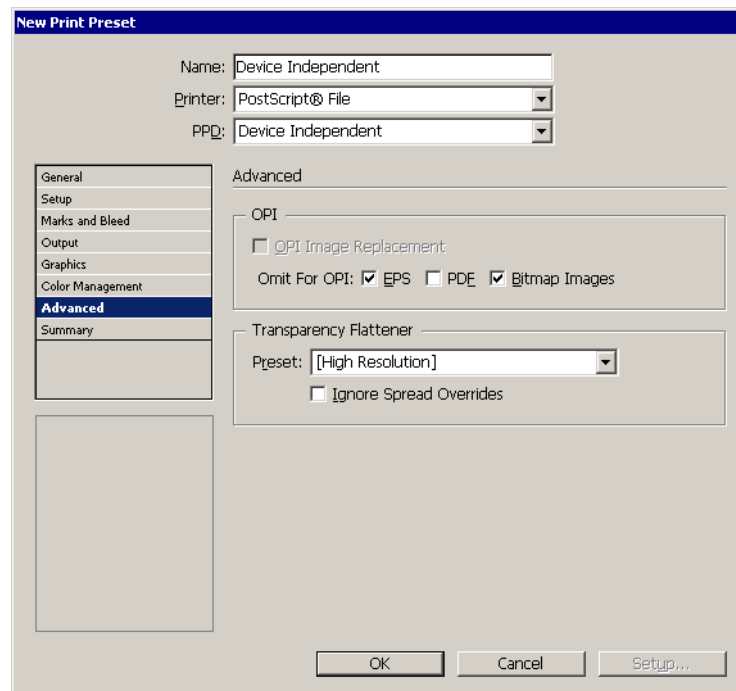 New Print Preset
Name: Device Independent
Printer: PostScript® File
PPD: Device Independent
General
Setup
Marks and Bleed
Output
Graphics
Color Management
Advanced
Summary
Advanced
OPI
OPI Image Replacement
Omit For OPI: EPS PDF Bitmap Images
Transparency Flattener
Preset: [High Resolution]
Ignore Spread Overrides
OK Cancel Setup...